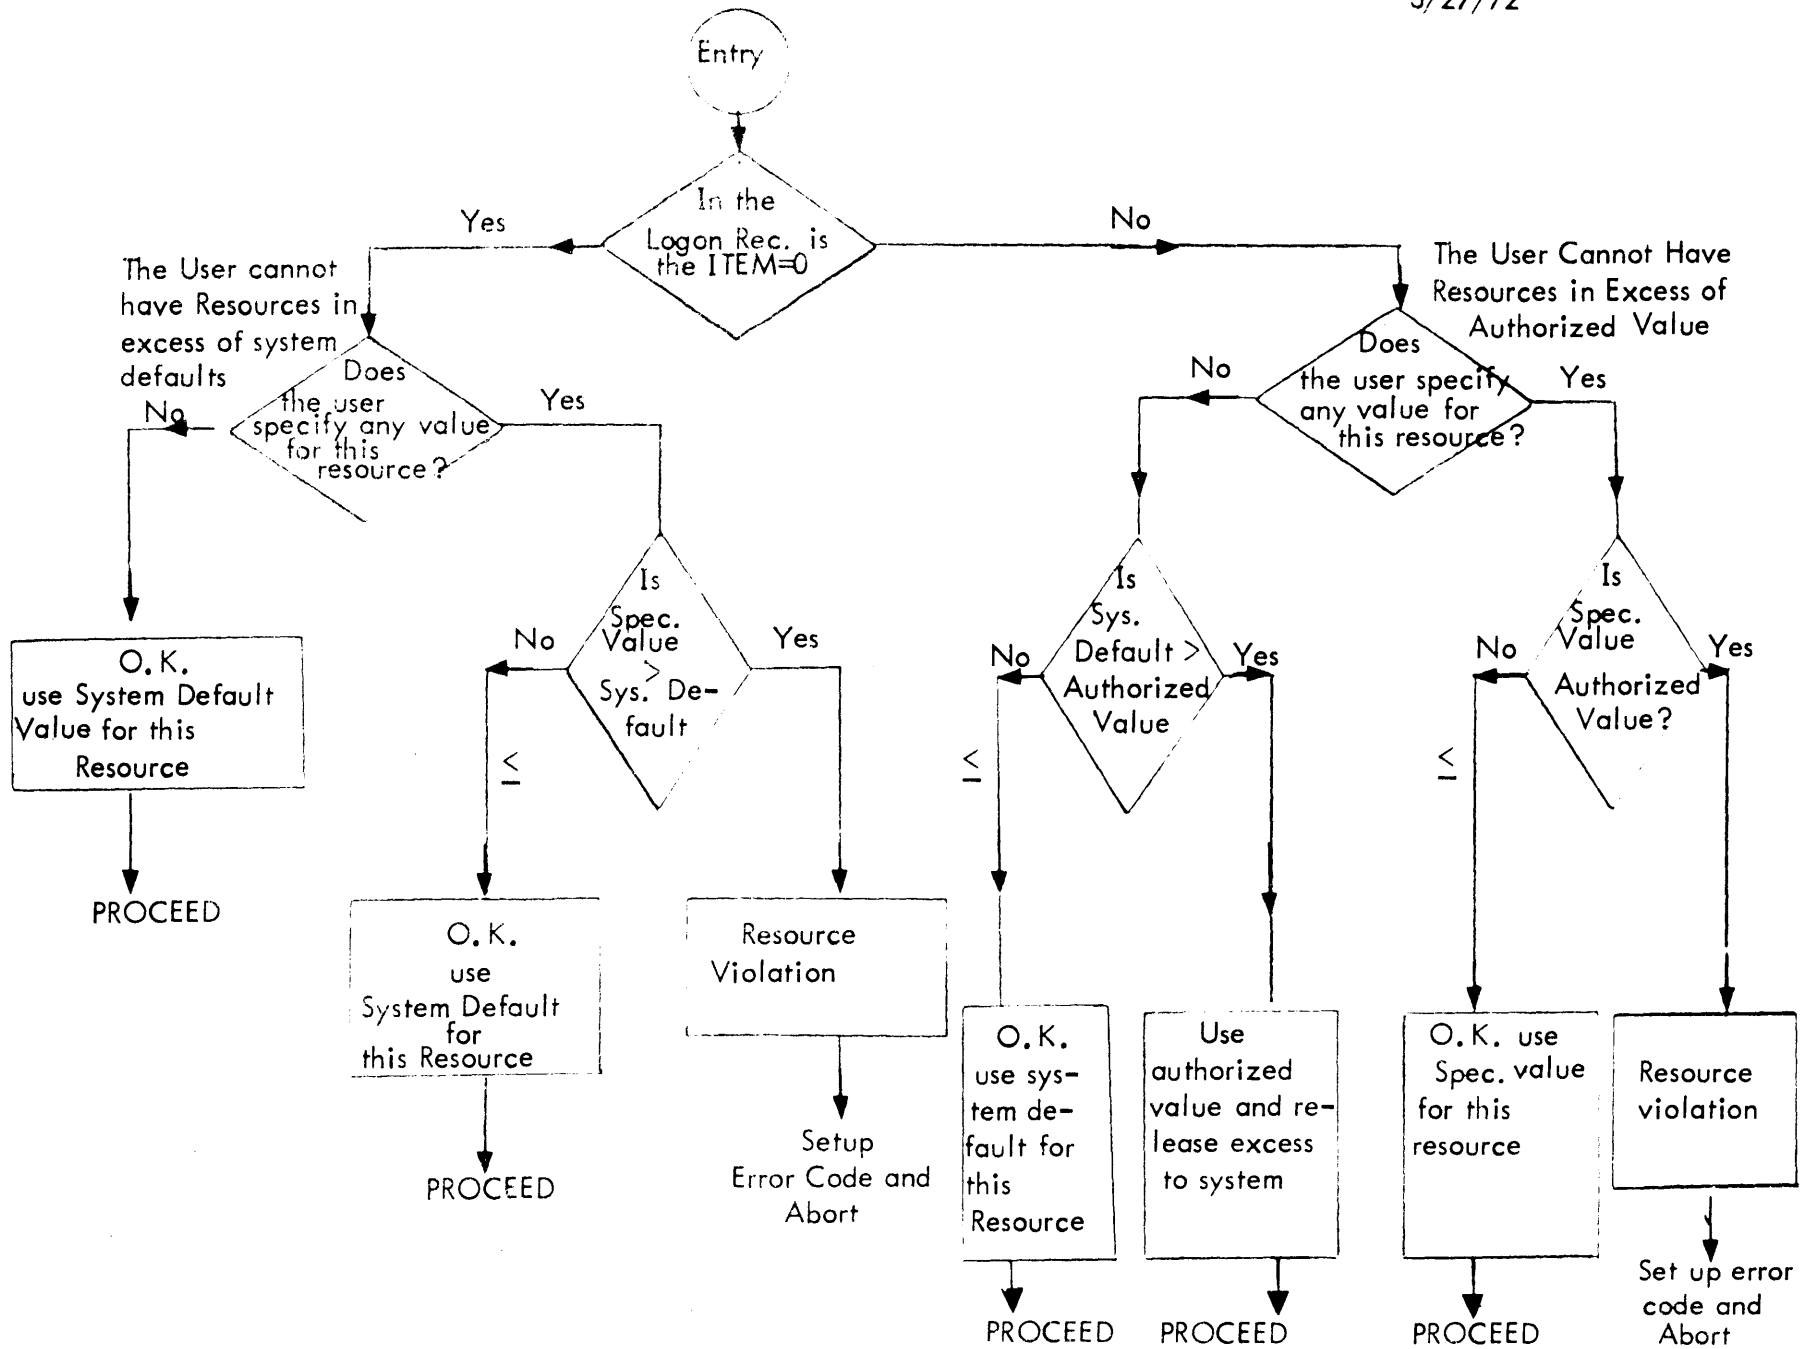 5/27/72
Entry
In the
Logon Rec. is
the ITEM=0
Yes
No
The User cannot
have Resources in
excess of system
defaults
The User Cannot Have
Resources in Excess of
Authorized Value
Does
the user
specify any value
for this
resource?
No
Yes
Does
the user specify
any value for
this resource?
No
Yes
Is
Spec.
Value
>
Sys. De-
fault
No
Yes
≤
Is
Sys.
Default >
Authorized
Value
No
Yes
≤
Is
Spec.
Value
Authorized
Value?
No
Yes
≤
O.K.
use System Default
Value for this
Resource
PROCEED
O.K.
use
System Default
for
this Resource
PROCEED
Resource
Violation
Setup
Error Code and
Abort
O.K.
use sys-
tem de-
fault for
this
Resource
PROCEED
Use
authorized
value and re-
lease excess
to system
PROCEED
O.K. use
Spec. value
for this
resource
PROCEED
Resource
violation
Set up error
code and
Abort